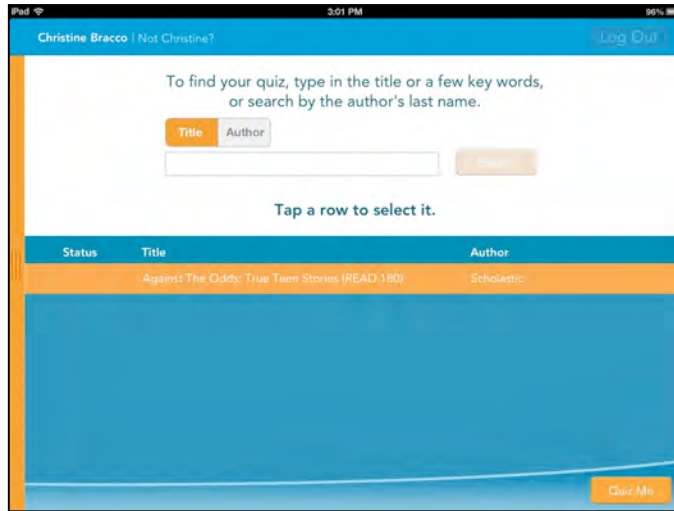 iPad 3:01 PM 96%
Christine Bracco | Not Christine? Log Out
To find your quiz, type in the title or a few key words,
or search by the author's last name.
Title Author
Tap a row to select it.
Status Title Author
Against The Odds: True Teen Stories (READ 180) Scholastic
Quiz Me